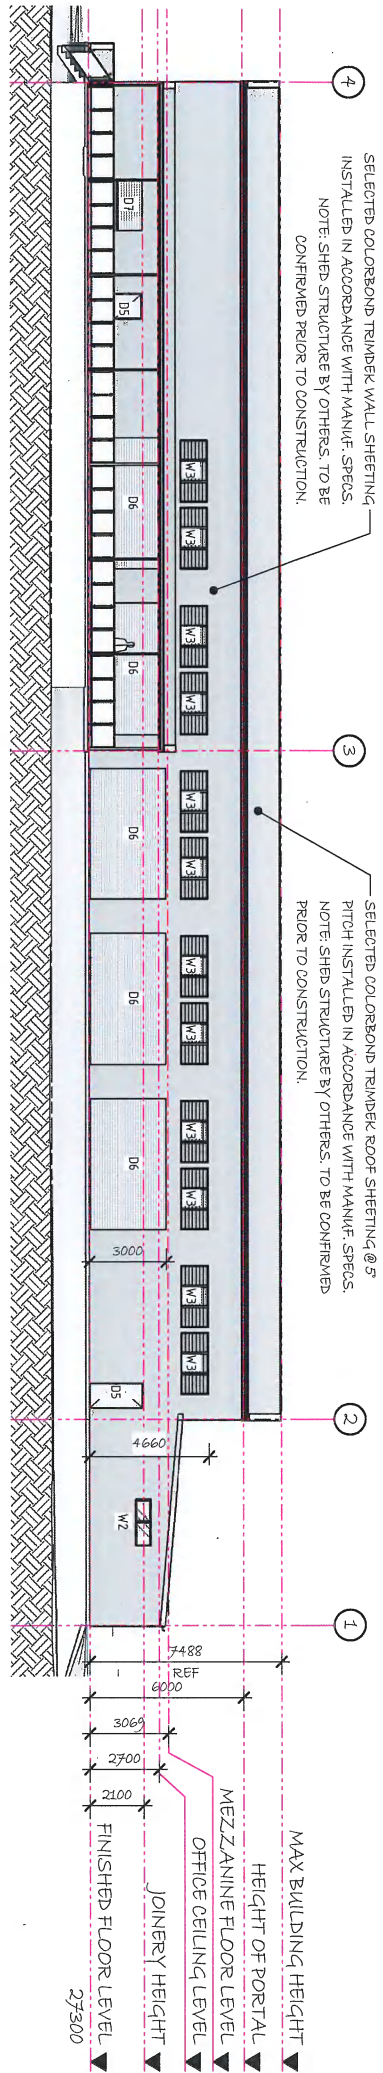 SELECTED COLORBOND TRIMDEK WALL SHEETING
INSTALLED IN ACCORDANCE WITH MANUF. SPECS.
NOTE: SHED STRUCTURE BY OTHERS. TO BE
CONFIRMED PRIOR TO CONSTRUCTION.
SELECTED COLORBOND TRIMDEK ROOF SHEETING @ 5°
PITCH INSTALLED IN ACCORDANCE WITH MANUF. SPECS.
NOTE: SHED STRUCTURE BY OTHERS. TO BE CONFIRMED
PRIOR TO CONSTRUCTION.
4
3
2
1
W3
W3
W3
W3
W3
W3
W3
W3
W3
W3
W3
W3
D7
D5
D6
D6
D6
D6
D6
D5
W2
3000
4660
7488
REF
6000
3069
2700
2100
MAX BUILDING HEIGHT
HEIGHT OF PORTAL
MEZZANINE FLOOR LEVEL
OFFICE CEILING LEVEL
JOINERY HEIGHT
FINISHED FLOOR LEVEL
27300